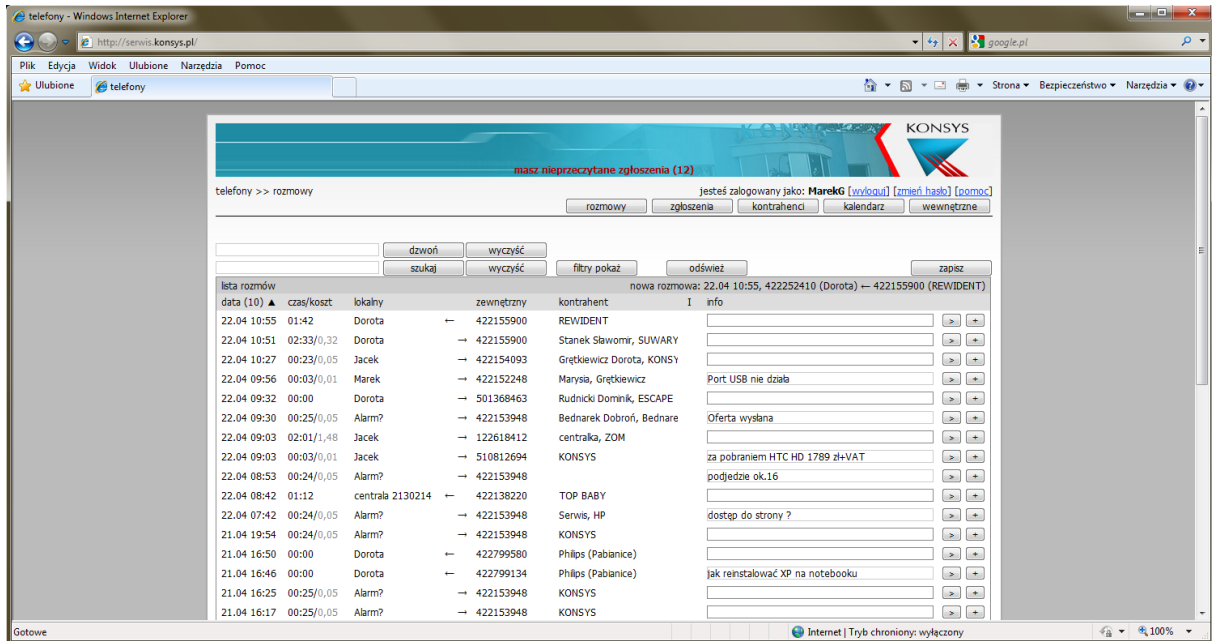 telefony - Windows Internet Explorer
http://serwis.konsys.pl/
google.pl
Plik Edycja Widok Ulubione Narzędzia Pomoc
Ulubione telefony Strona Bezpieczeństwo Narzędzia
KONSYS
masz nieprzeczytane zgłoszenia (12)
telefony >> rozmowy jesteś zalogowany jako: MarekG [wyloguj] [zmień hasło] [pomoc]
rozmowy zgłoszenia kontrahenci kalendarz wewnętrzne
dzwoń wyczyść
szukaj wyczyść filtry pokaż odśwież zapisz
lista rozmów nowa rozmowa: 22.04 10:55, 422252410 (Dorota) ← 422155900 (REWIDENT)
data (10) ▲ czas/koszt lokalny zewnętrzny kontrahent I info
22.04 10:55 01:42 Dorota ← 422155900 REWIDENT > +
22.04 10:51 02:33/0,32 Dorota → 422155900 Stanek Sławomir, SUWARY > +
22.04 10:27 00:23/0,05 Jacek → 422154093 Grętkiewicz Dorota, KONSY > +
22.04 09:56 00:03/0,01 Marek → 422152248 Marysia, Grętkiewicz Port USB nie działa > +
22.04 09:32 00:00 Dorota → 501368463 Rudnicki Dominik, ESCAPE > +
22.04 09:30 00:25/0,05 Alarm? → 422153948 Bednarek Dobroń, Bednare Oferta wysłana > +
22.04 09:03 02:01/1,48 Jacek → 122618412 centralka, ZOM > +
22.04 09:03 00:03/0,01 Jacek → 510812694 KONSYS za pobraniem HTC HD 1789 zł+VAT > +
22.04 08:53 00:24/0,05 Alarm? → 422153948 podjedzie ok.16 > +
22.04 08:42 01:12 centrala 2130214 ← 422138220 TOP BABY > +
22.04 07:42 00:24/0,05 Alarm? → 422153948 Serwis, HP dostęp do strony ? > +
21.04 19:54 00:24/0,05 Alarm? → 422153948 KONSYS > +
21.04 16:50 00:00 Dorota ← 422799580 Philips (Pabianice) > +
21.04 16:46 00:00 Dorota ← 422799134 Philips (Pabianice) jak reinstalować XP na notebooku > +
21.04 16:25 00:25/0,05 Alarm? → 422153948 KONSYS > +
21.04 16:17 00:25/0,05 Alarm? → 422153948 KONSYS > +
Gotowe Internet | Tryb chroniony: wyłączony 100%